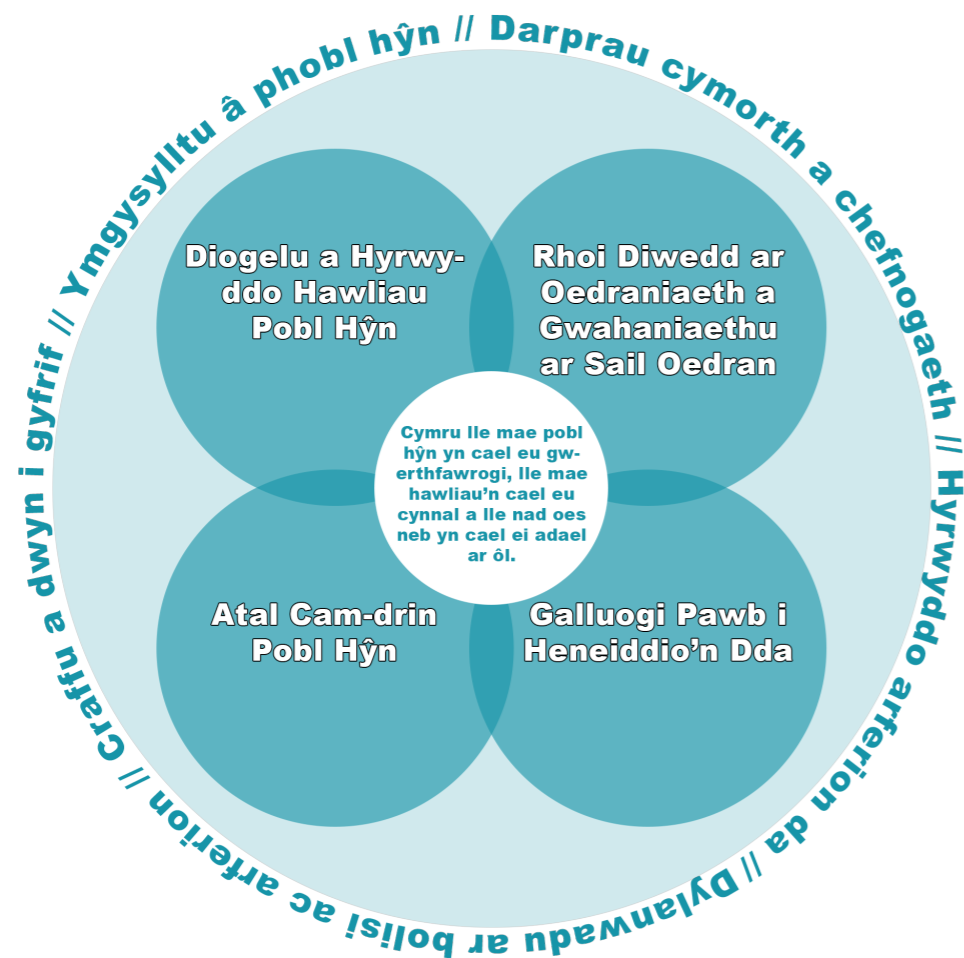 Ymgysylltu â phobl hŷn // Darprau cymorth a chefnogaeth // Hyrwyddo arferion da // Dylanwadu ar bolisi ac arferion // Craffu a dwyn i gyfrif //
Diogelu a Hyrwy-
ddo Hawliau
Pobl Hŷn
Rhoi Diwedd ar
Oedraniaeth a
Gwahaniaethu
ar Sail Oedran
Cymru lle mae pobl
hŷn yn cael eu gw-
erthfawrogi, lle mae
hawliau’n cael eu
cynnal a lle nad oes
neb yn cael ei adael
ar ôl.
Atal Cam-drin
Pobl Hŷn
Galluogi Pawb i
Heneiddio’n Dda